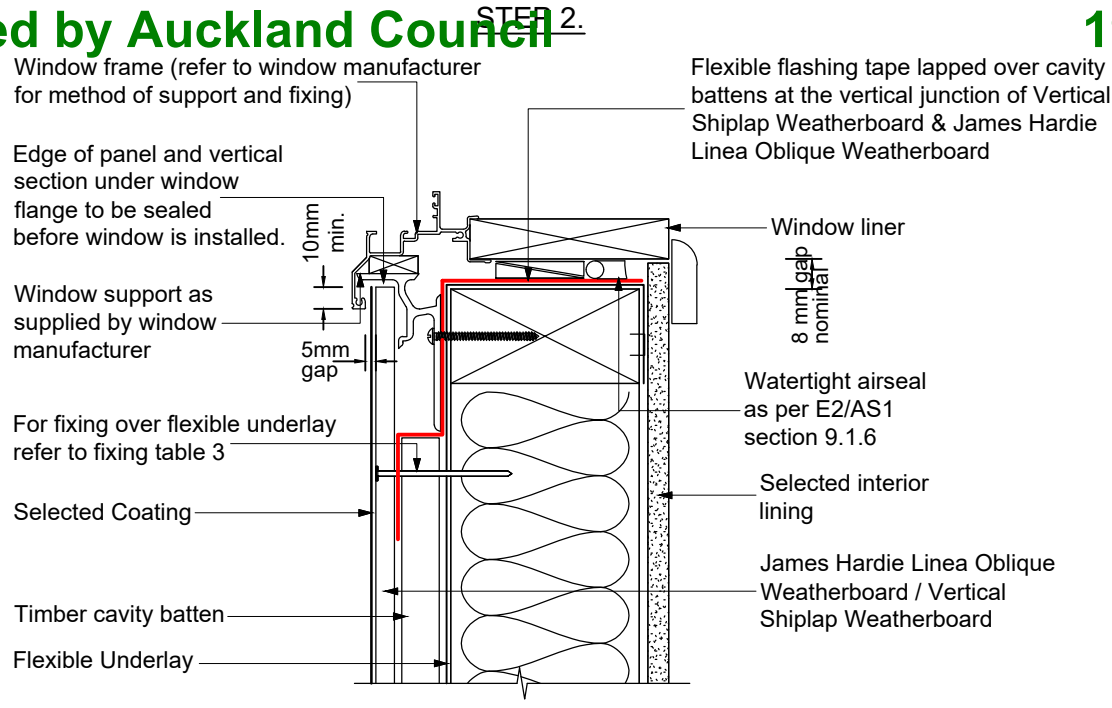 STEP 2.
ed by Auckland Council
Window frame (refer to window manufacturer
for method of support and fixing)
Edge of panel and vertical
section under window
flange to be sealed
before window is installed.
10mm
min.
Window support as
supplied by window
manufacturer
5mm
gap
For fixing over flexible underlay
refer to fixing table 3
Selected Coating
Timber cavity batten
Flexible Underlay
Flexible flashing tape lapped over cavity
battens at the vertical junction of Vertical
Shiplap Weatherboard & James Hardie
Linea Oblique Weatherboard
Window liner
8 mm gap
nominal
Watertight airseal
as per E2/AS1
section 9.1.6
Selected interior
lining
James Hardie Linea Oblique
Weatherboard / Vertical
Shiplap Weatherboard